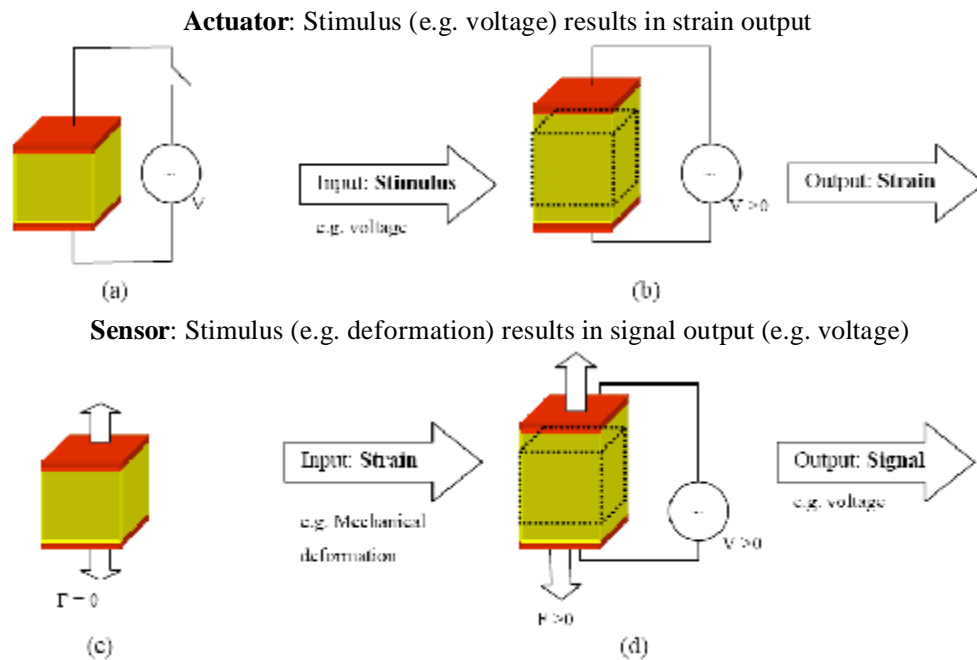 Actuator: Stimulus (e.g. voltage) results in strain output
V
Input: Stimulus
e.g. voltage
V >0
Output: Strain
(a)
(b)
Sensor: Stimulus (e.g. deformation) results in signal output (e.g. voltage)
Input: Strain
e.g. Mechanical
deformation
V >0
Output: Signal
e.g. voltage
F = 0
F >0
(c)
(d)